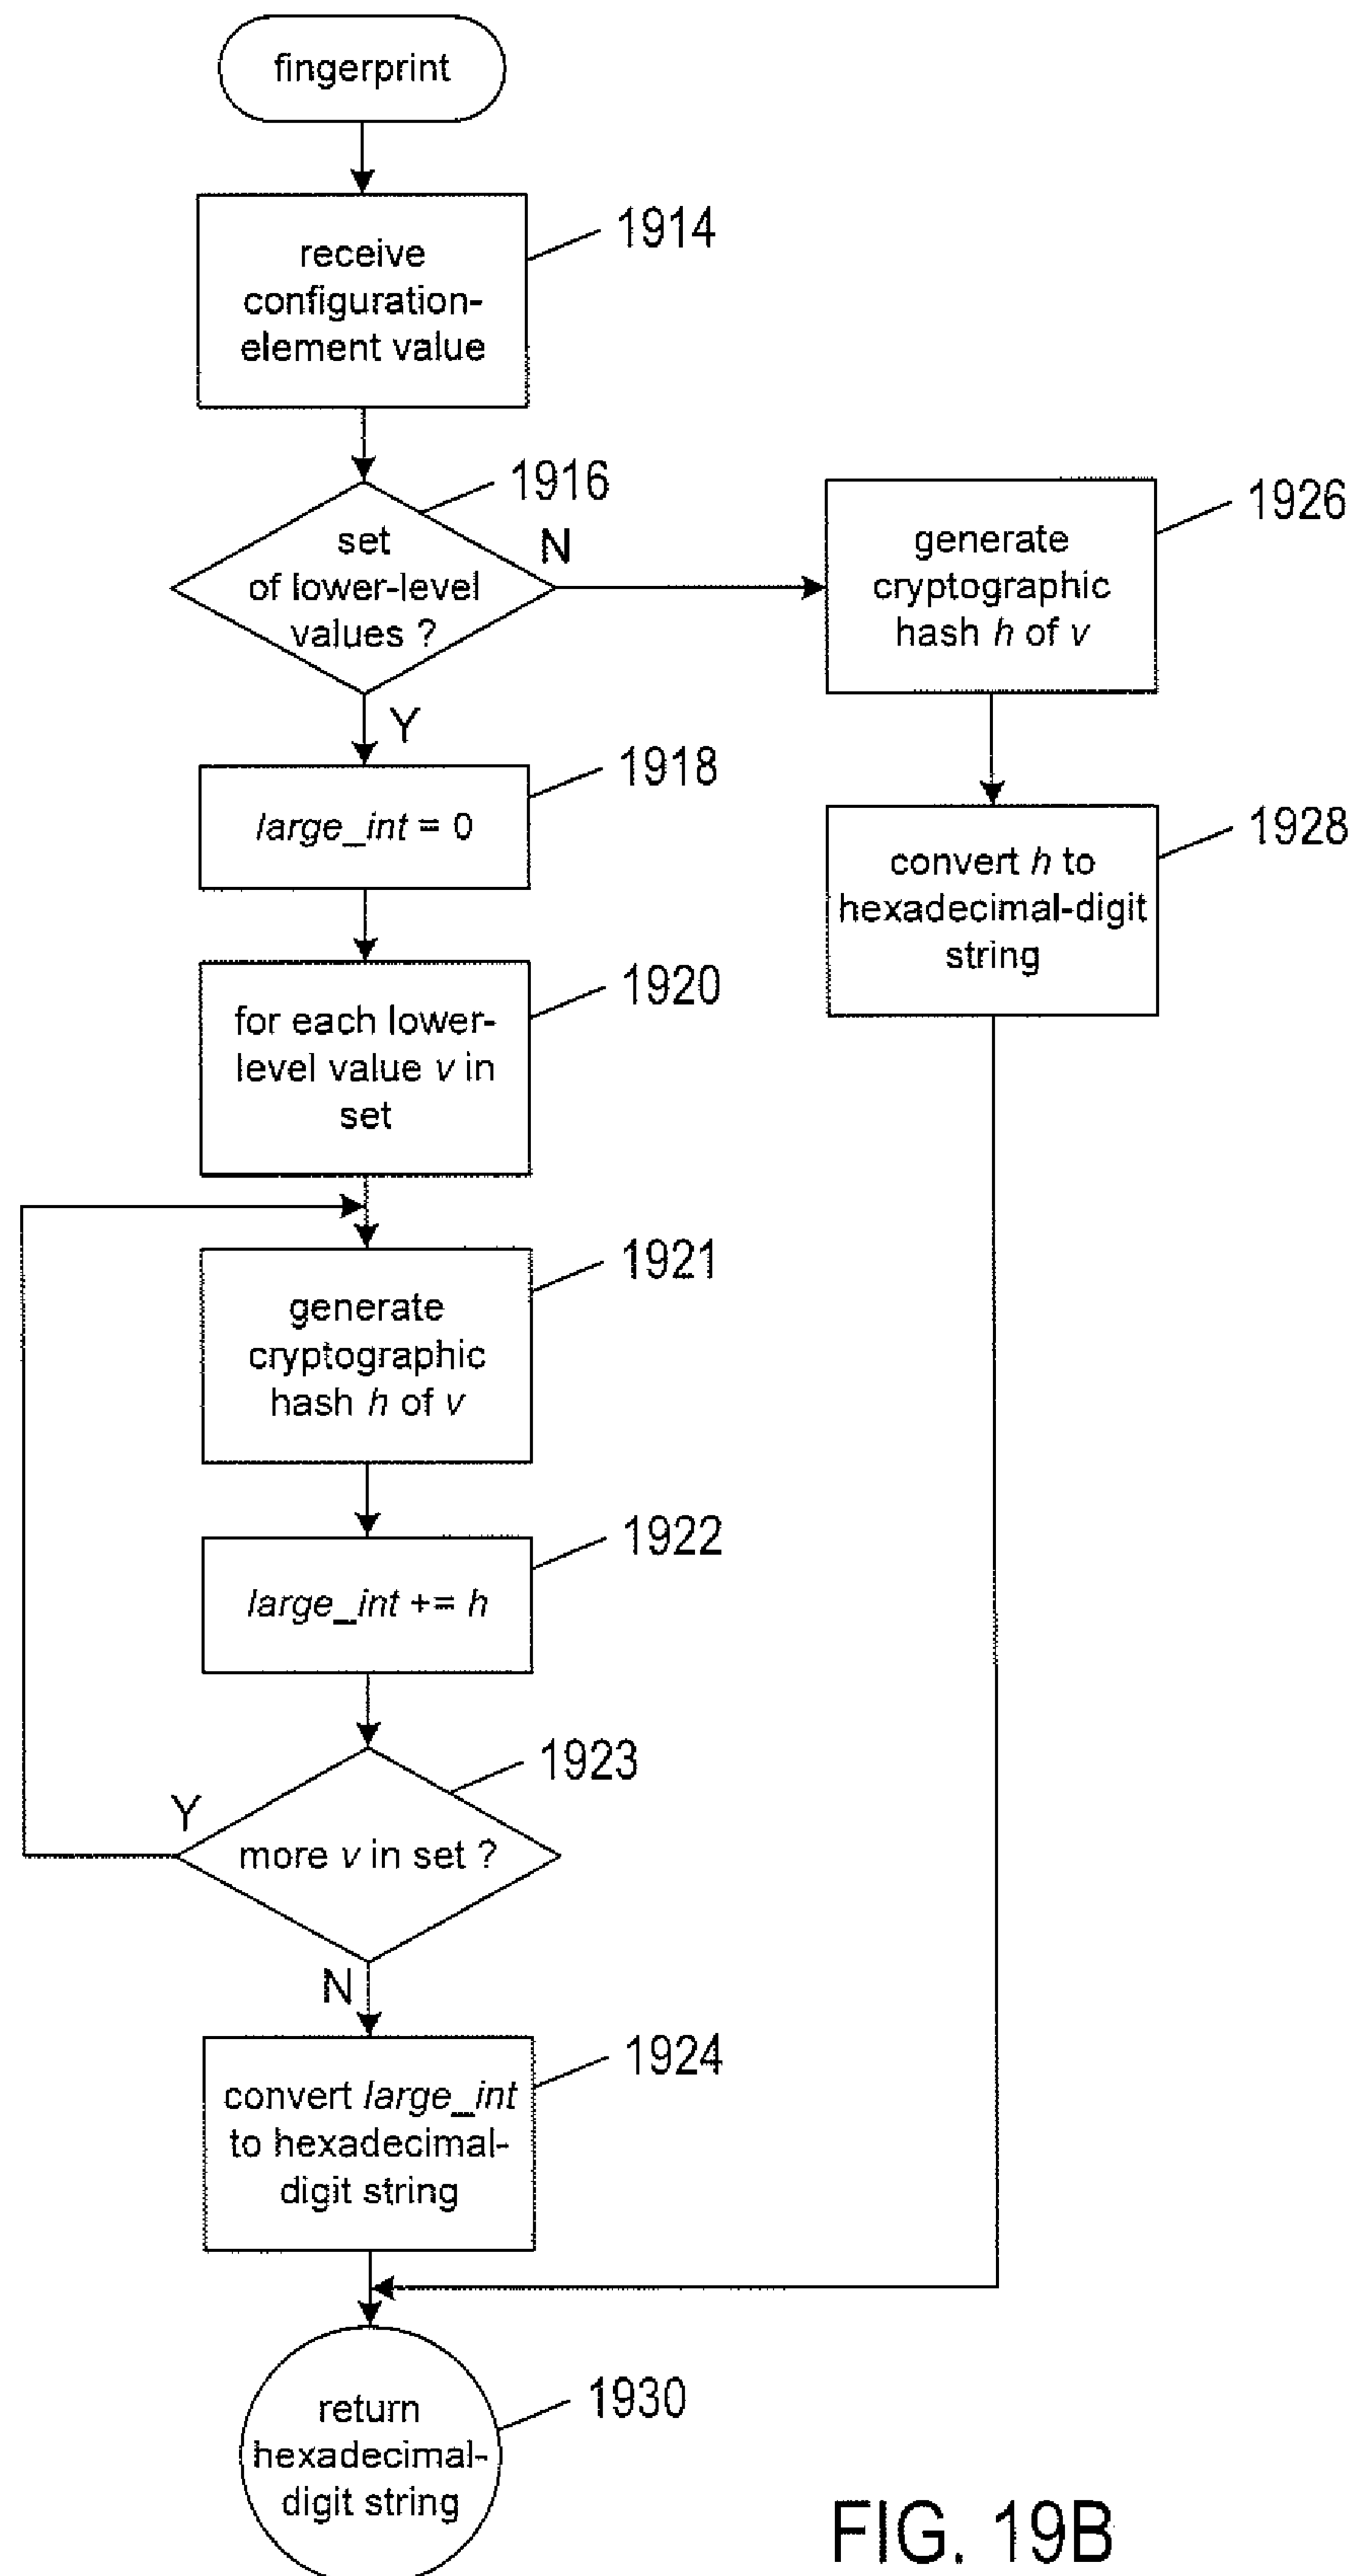 fingerprint
receive
configuration-
element value
1914
set
of lower-level
values ?
1916
N
Y
generate
cryptographic
hash h of v
1926
convert h to
hexadecimal-digit
string
1928
large_int = 0
1918
for each lower-
level value v in
set
1920
generate
cryptographic
hash h of v
1921
large_int += h
1922
more v in set ?
1923
Y
N
convert large_int
to hexadecimal-
digit string
1924
return
hexadecimal-
digit string
1930
FIG. 19B